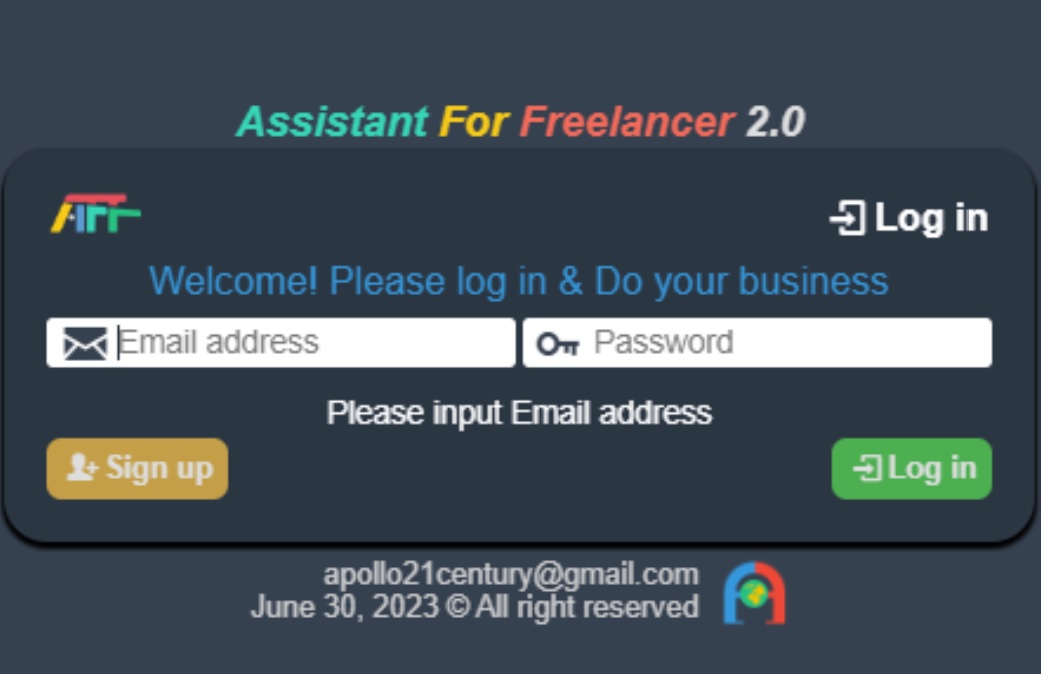 Assistant For Freelancer 2.0
AFF
Log in
Welcome! Please log in & Do your business
Email address
Password
Please input Email address
Sign up
Log in
apollo21century@gmail.com
June 30, 2023 © All right reserved